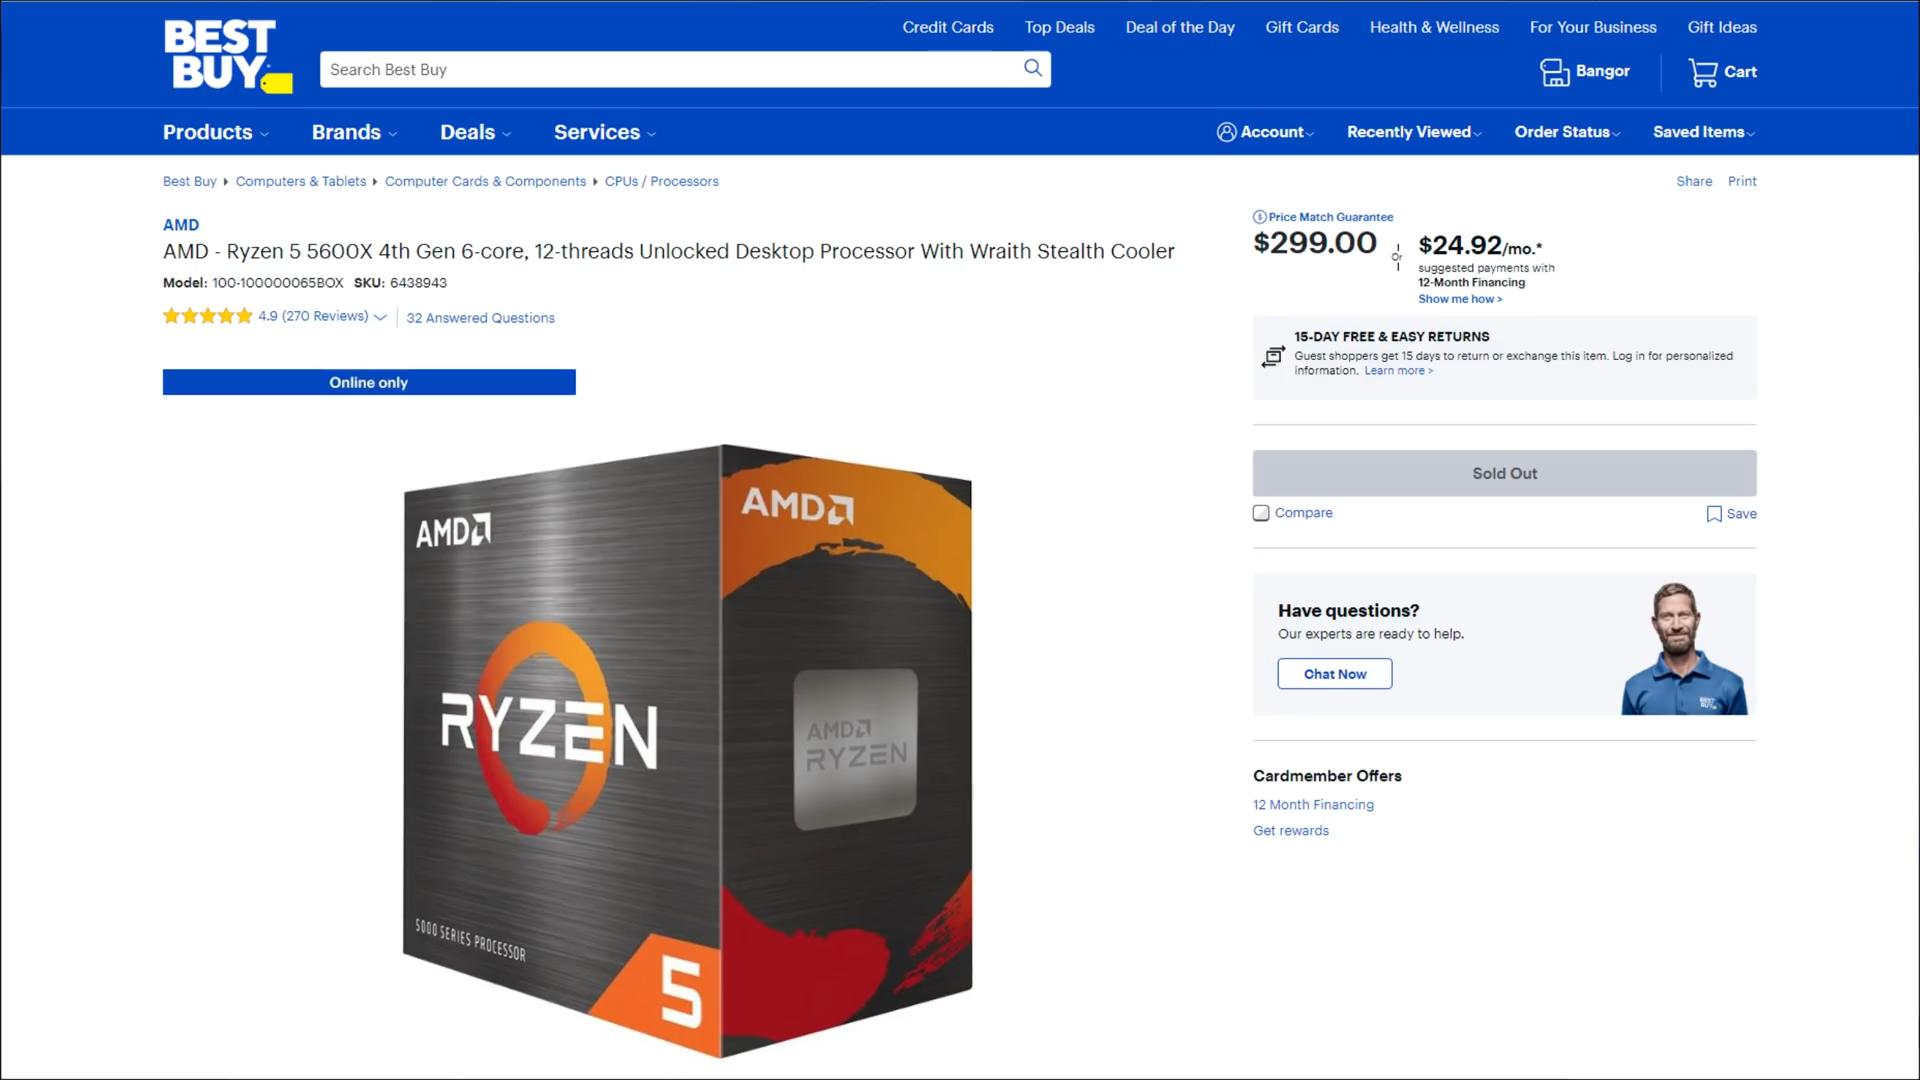 BEST
BUY
Search Best Buy
Credit Cards
Top Deals
Deal of the Day
Gift Cards
Health & Wellness
For Your Business
Gift Ideas
Bangor
Cart
Products
Brands
Deals
Services
Account
Recently Viewed
Order Status
Saved Items
Best Buy
Computers & Tablets
Computer Cards & Components
CPUs / Processors
Share
Print
AMD
AMD - Ryzen 5 5600X 4th Gen 6-core, 12-threads Unlocked Desktop Processor With Wraith Stealth Cooler
Model: 100-100000065BOX SKU: 6438943
4.9 (270 Reviews)
32 Answered Questions
Online only
AMD
RYZEN
5000 SERIES PROCESSOR
5
AMD
AMD
RYZEN
Price Match Guarantee
$299.00
Or
$24.92/mo.*
suggested payments with
12-Month Financing
Show me how >
15-DAY FREE & EASY RETURNS
Guest shoppers get 15 days to return or exchange this item. Log in for personalized
information. Learn more >
Sold Out
Compare
Save
Have questions?
Our experts are ready to help.
Chat Now
BEST
BUY
Cardmember Offers
12 Month Financing
Get rewards